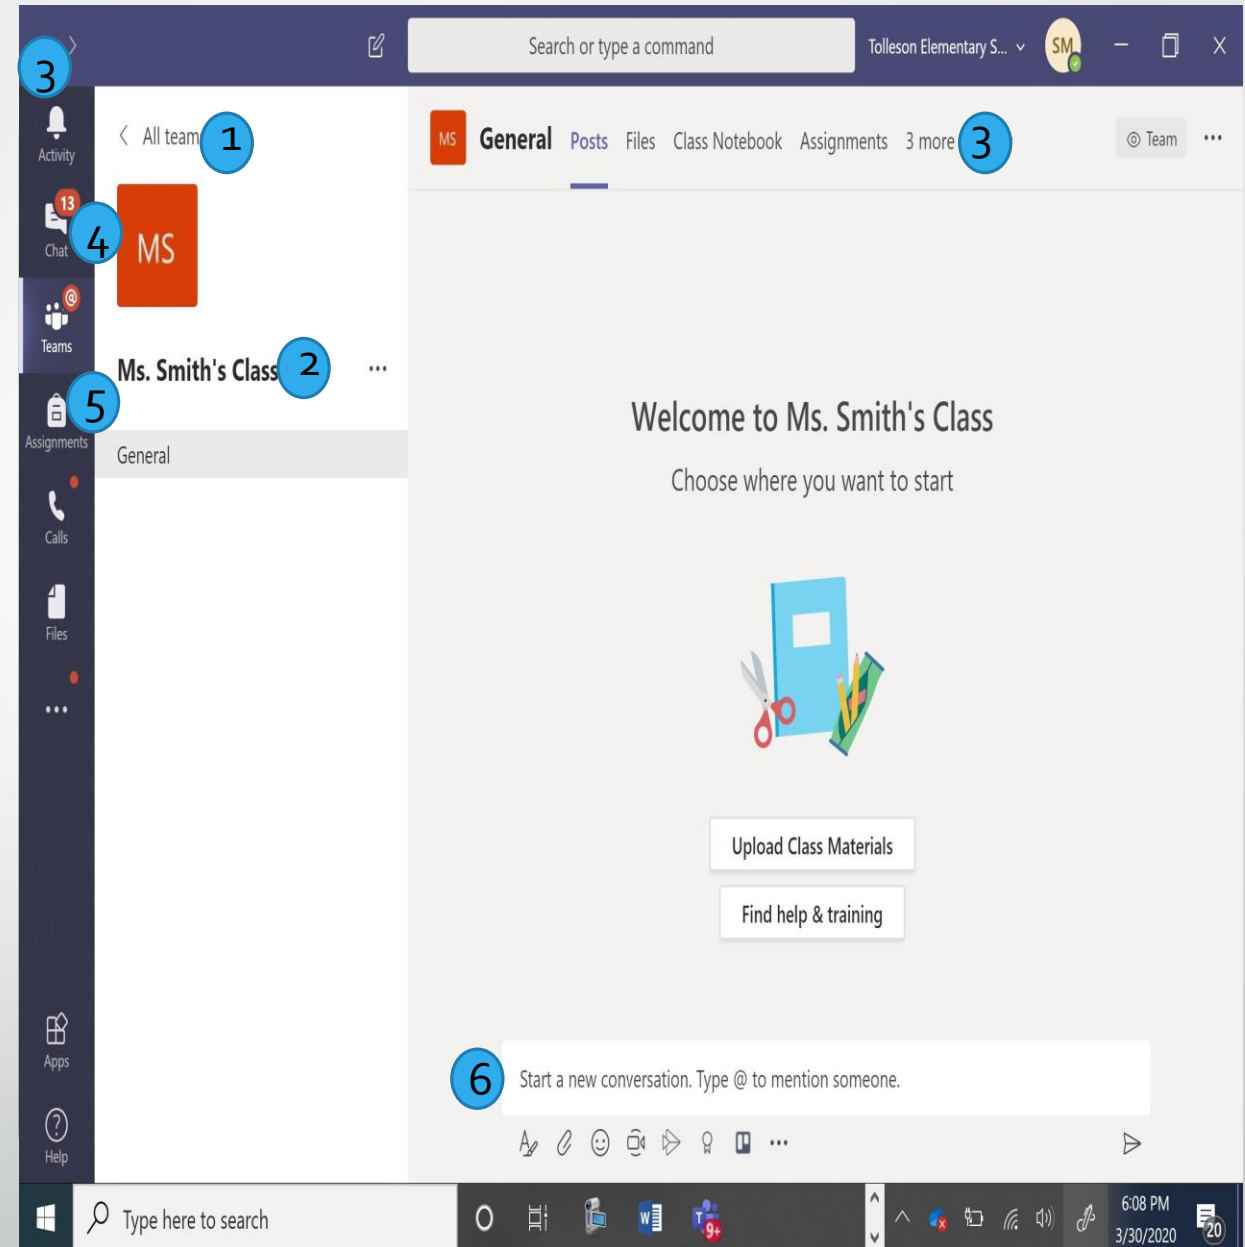 Search or type a command
Tolleson Elementary S...
SM
3
Activity
13
Chat
4
@
Teams
5
Assignments
Calls
Files
Apps
Help
All team
1
MS
Ms. Smith's Class
2
General
MS
General Posts Files Class Notebook Assignments 3 more
3
Team
Welcome to Ms. Smith's Class
Choose where you want to start
Upload Class Materials
Find help & training
6
Start a new conversation. Type @ to mention someone.
Type here to search
W
T
9+
6:08 PM
3/30/2020
20